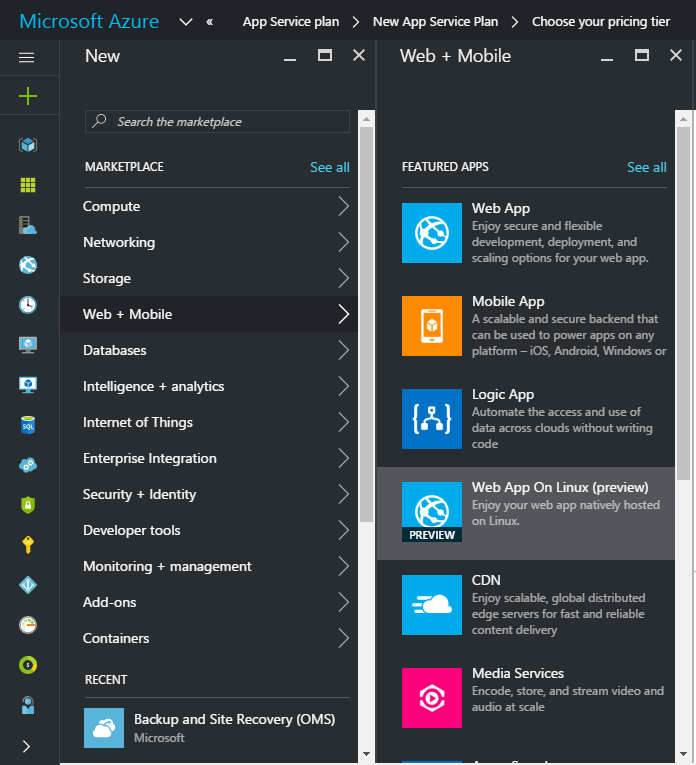 Microsoft Azure « App Service plan > New App Service Plan > Choose your pricing tier
New
Search the marketplace
MARKETPLACE See all
Compute
Networking
Storage
Web + Mobile
Databases
Intelligence + analytics
Internet of Things
Enterprise Integration
Security + Identity
Developer tools
Monitoring + management
Add-ons
Containers
RECENT
Backup and Site Recovery (OMS)
Microsoft
Web + Mobile
FEATURED APPS See all
Web App
Enjoy secure and flexible
development, deployment, and
scaling options for your web app.
Mobile App
A scalable and secure backend that
can be used to power apps on any
platform – iOS, Android, Windows or
Logic App
Automate the access and use of
data across clouds without writing
code
Web App On Linux (preview)
Enjoy your web app natively hosted
on Linux.
PREVIEW
CDN
Enjoy scalable, global distributed
edge servers for fast and reliable
content delivery
Media Services
Encode, store, and stream video and
audio at scale
SQL